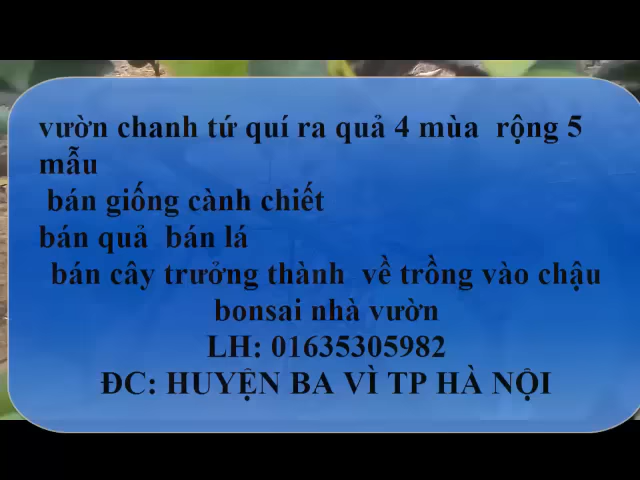 vườn chanh tứ quí ra quả 4 mùa rộng 5
mẫu
bán giống cành chiết
bán quả bán lá
bán cây trưởng thành về trồng vào chậu
bonsai nhà vườn
LH: 01635305982
ĐC: HUYỆN BA VÌ TP HÀ NỘI